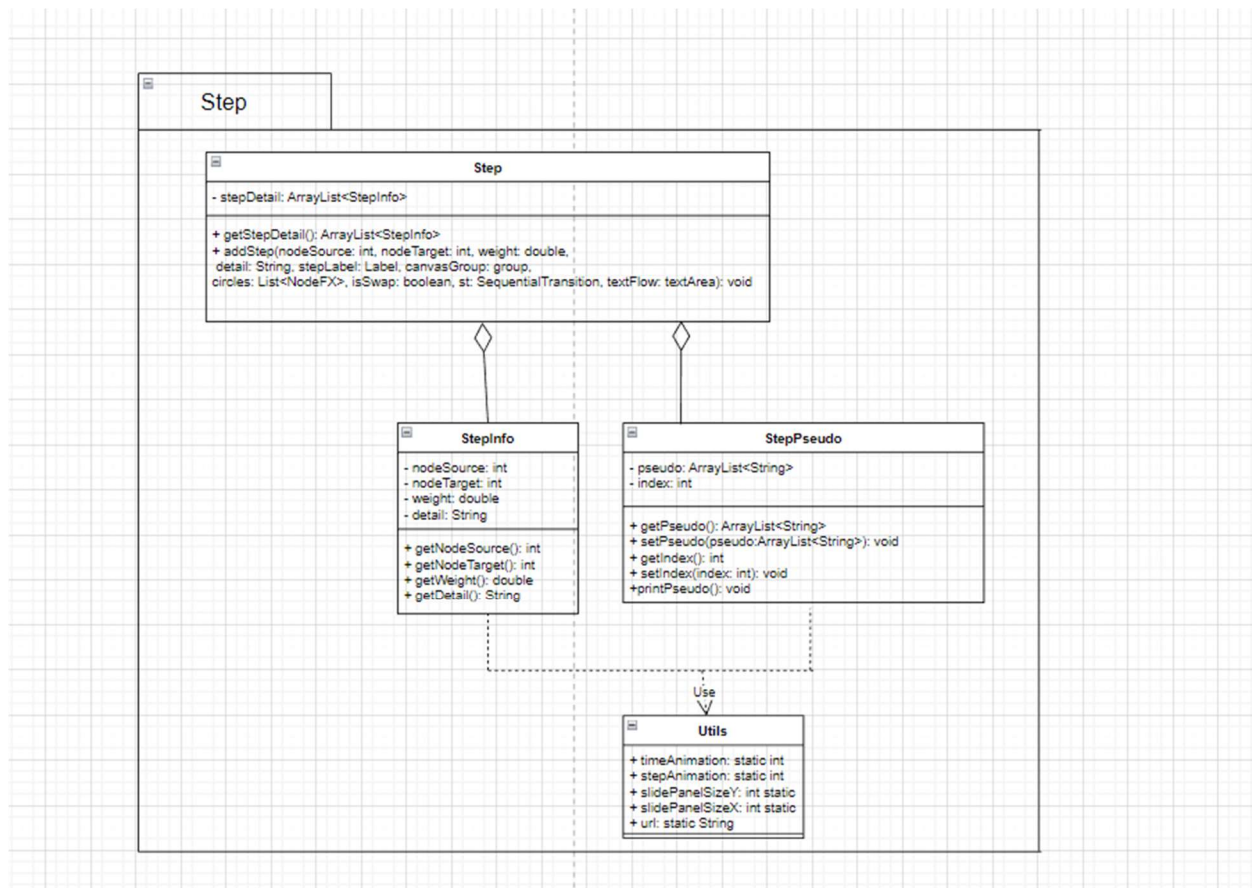 Step
Step
- stepDetail: ArrayList<StepInfo>
+ getStepDetail(): ArrayList<StepInfo>
+ addStep(nodeSource: int, nodeTarget: int, weight: double,
detail: String, stepLabel: Label, canvasGroup: group,
circles: List<NodeFX>, isSwap: boolean, st: SequentialTransition, textFlow: textArea): void
StepInfo
- nodeSource: int
- nodeTarget: int
- weight: double
- detail: String
+ getNodeSource(): int
+ getNodeTarget(): int
+ getWeight(): double
+ getDetail(): String
StepPseudo
- pseudo: ArrayList<String>
- index: int
+ getPseudo(): ArrayList<String>
+ setPseudo(pseudo:ArrayList<String>): void
+ getIndex(): int
+ setIndex(index: int): void
+printPseudo(): void
Use
Utils
+ timeAnimation: static int
+ stepAnimation: static int
+ slidePanelSizeY: int static
+ slidePanelSizeX: int static
+ url: static String